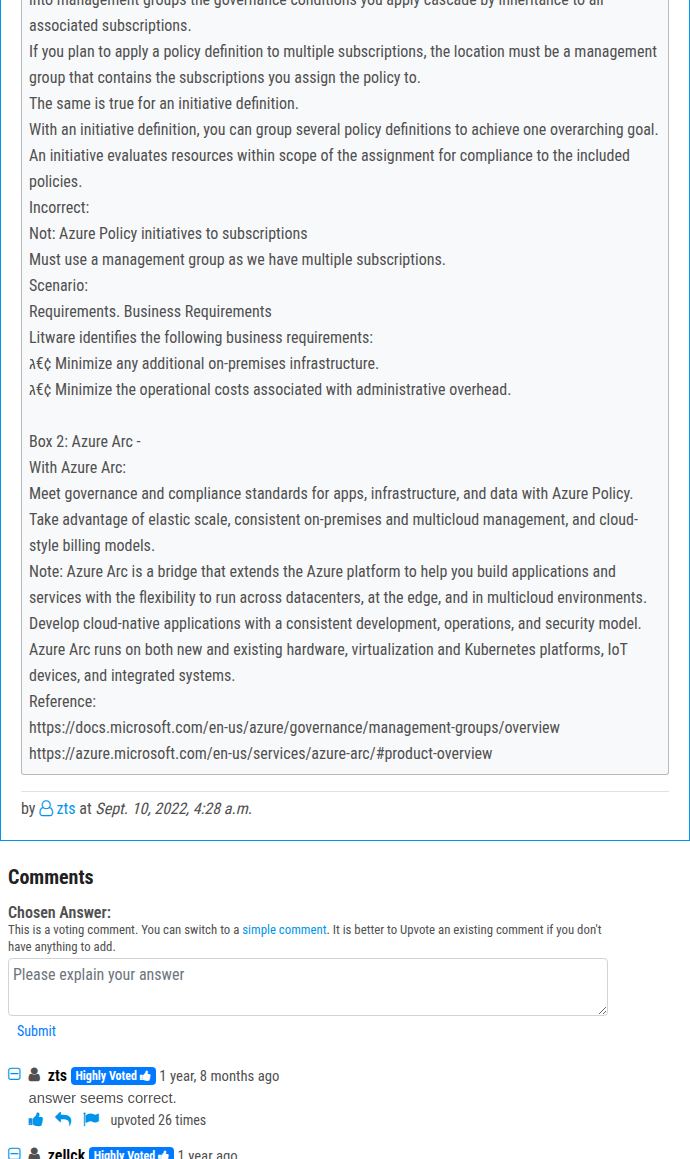 into management groups the governance conditions you apply cascade by inheritance to all
associated subscriptions.
If you plan to apply a policy definition to multiple subscriptions, the location must be a management
group that contains the subscriptions you assign the policy to.
The same is true for an initiative definition.
With an initiative definition, you can group several policy definitions to achieve one overarching goal.
An initiative evaluates resources within scope of the assignment for compliance to the included
policies.
Incorrect:
Not: Azure Policy initiatives to subscriptions
Must use a management group as we have multiple subscriptions.
Scenario:
Requirements. Business Requirements
Litware identifies the following business requirements:
λ€¢ Minimize any additional on-premises infrastructure.
λ€¢ Minimize the operational costs associated with administrative overhead.
Box 2: Azure Arc -
With Azure Arc:
Meet governance and compliance standards for apps, infrastructure, and data with Azure Policy.
Take advantage of elastic scale, consistent on-premises and multicloud management, and cloud-
style billing models.
Note: Azure Arc is a bridge that extends the Azure platform to help you build applications and
services with the flexibility to run across datacenters, at the edge, and in multicloud environments.
Develop cloud-native applications with a consistent development, operations, and security model.
Azure Arc runs on both new and existing hardware, virtualization and Kubernetes platforms, IoT
devices, and integrated systems.
Reference:
https://docs.microsoft.com/en-us/azure/governance/management-groups/overview
https://azure.microsoft.com/en-us/services/azure-arc/#product-overview
by zts at Sept. 10, 2022, 4:28 a.m.
Comments
Chosen Answer:
This is a voting comment. You can switch to a simple comment. It is better to Upvote an existing comment if you don't
have anything to add.
Please explain your answer
Submit
zts Highly Voted 1 year, 8 months ago
answer seems correct.
upvoted 26 times
zellck Highly Voted 1 year ago